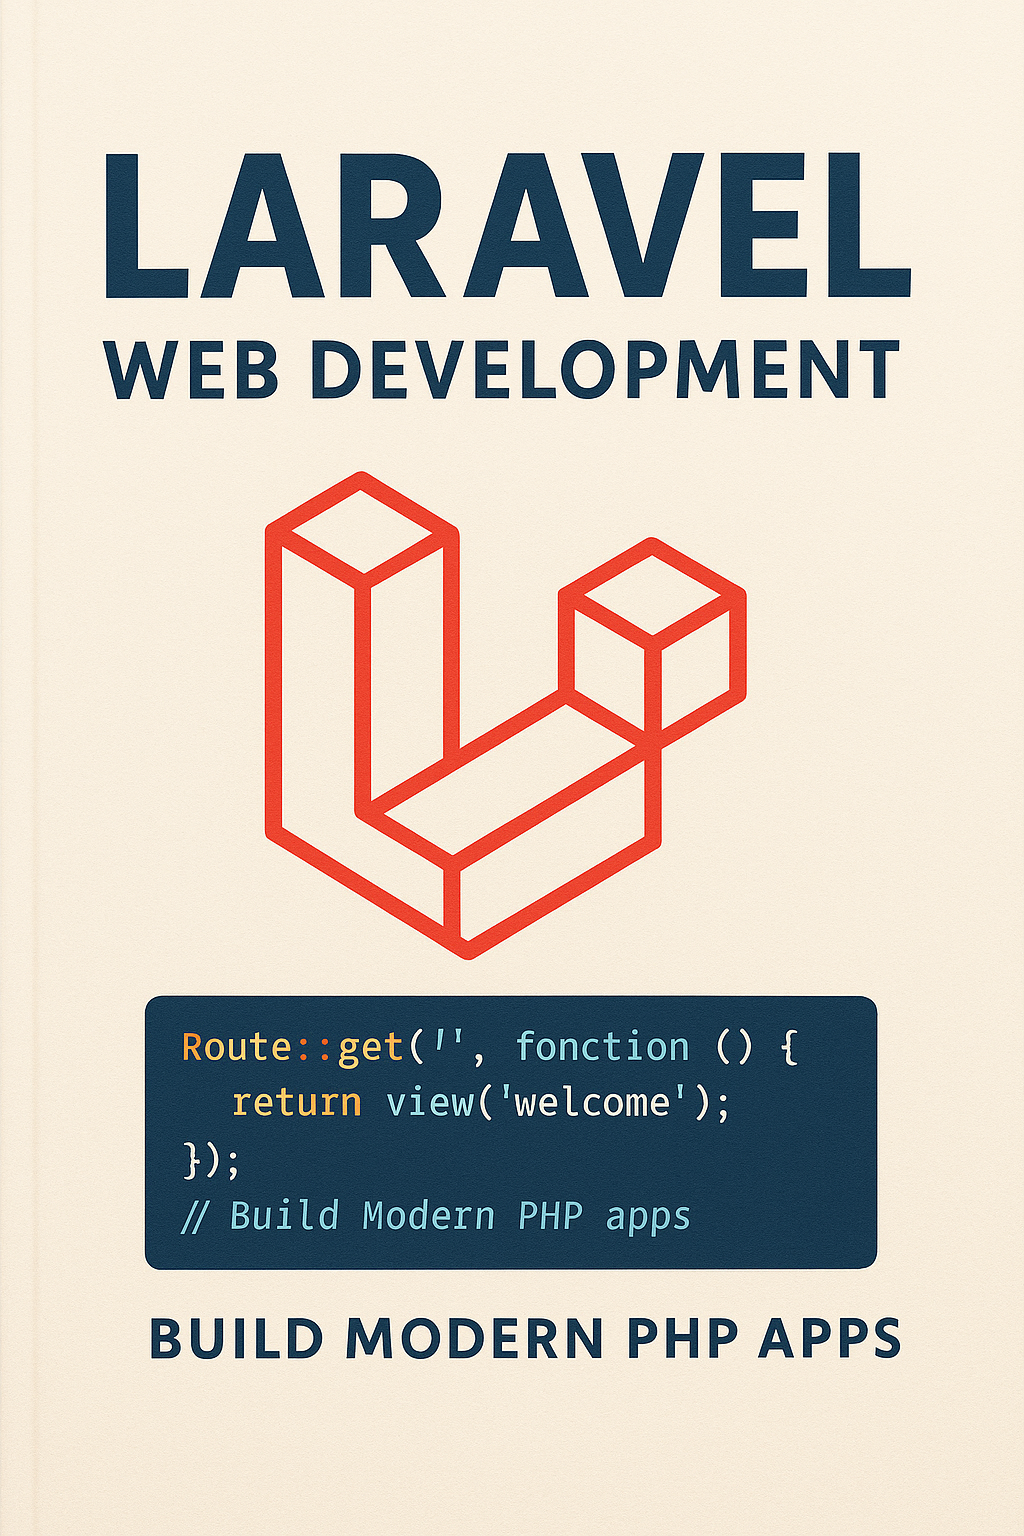 LARAVEL
WEB DEVELOPMENT
Route::get('', fonction () {
return view('welcome');
});
// Build Modern PHP apps
BUILD MODERN PHP APPS